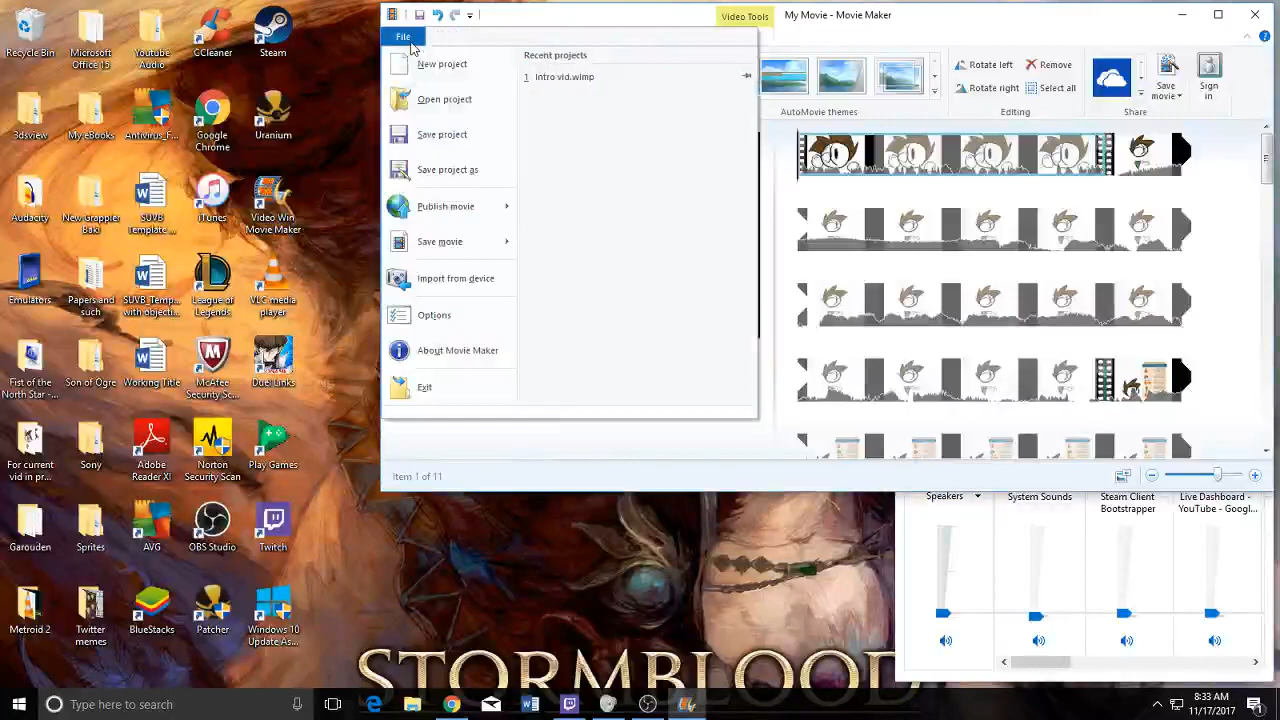 Video Tools
My Movie - Movie Maker
File
New project
Open project
Save project
Save project as
Publish movie
Save movie
Import from device
Options
About Movie Maker
Exit
Recent projects
1 intro vid.wlmp
AutoMovie themes
Rotate left
Rotate right
Remove
Select all
Editing
Save
movie
Sign
in
Share
Item 1 of 11
Speakers
System Sounds
Steam Client
Bootstrapper
Live Dashboard -
YouTube - Googl...
Recycle Bin
Microsoft
Office 15
Youtube
Audio
CCleaner
Steam
3dsview
My eBooks
Antivirus_F...
Google
Chrome
Uranium
Audacity
New Grappler
Baki
SUVB
Template ...
iTunes
Video Win
Movie Maker
Emulators
Papers and
such
SUVB_Temp...
with objecti...
League of
Legends
VLC media
player
Fist of the
North Star -...
Son of Ogre
Working Title
McAfee
Security Sc...
Duel Links
For current
vid in pr...
Sony
Adobe
Reader XI
Norton
Security Scan
Play Games
Garouden
Sprites
AVG
OBS Studio
Twitch
Metroid 2
Twitter
memes
BlueStacks
Patcher
Windows 10
Update As...
STORMBLOOD
Type here to search
8:33 AM
11/17/2017
1